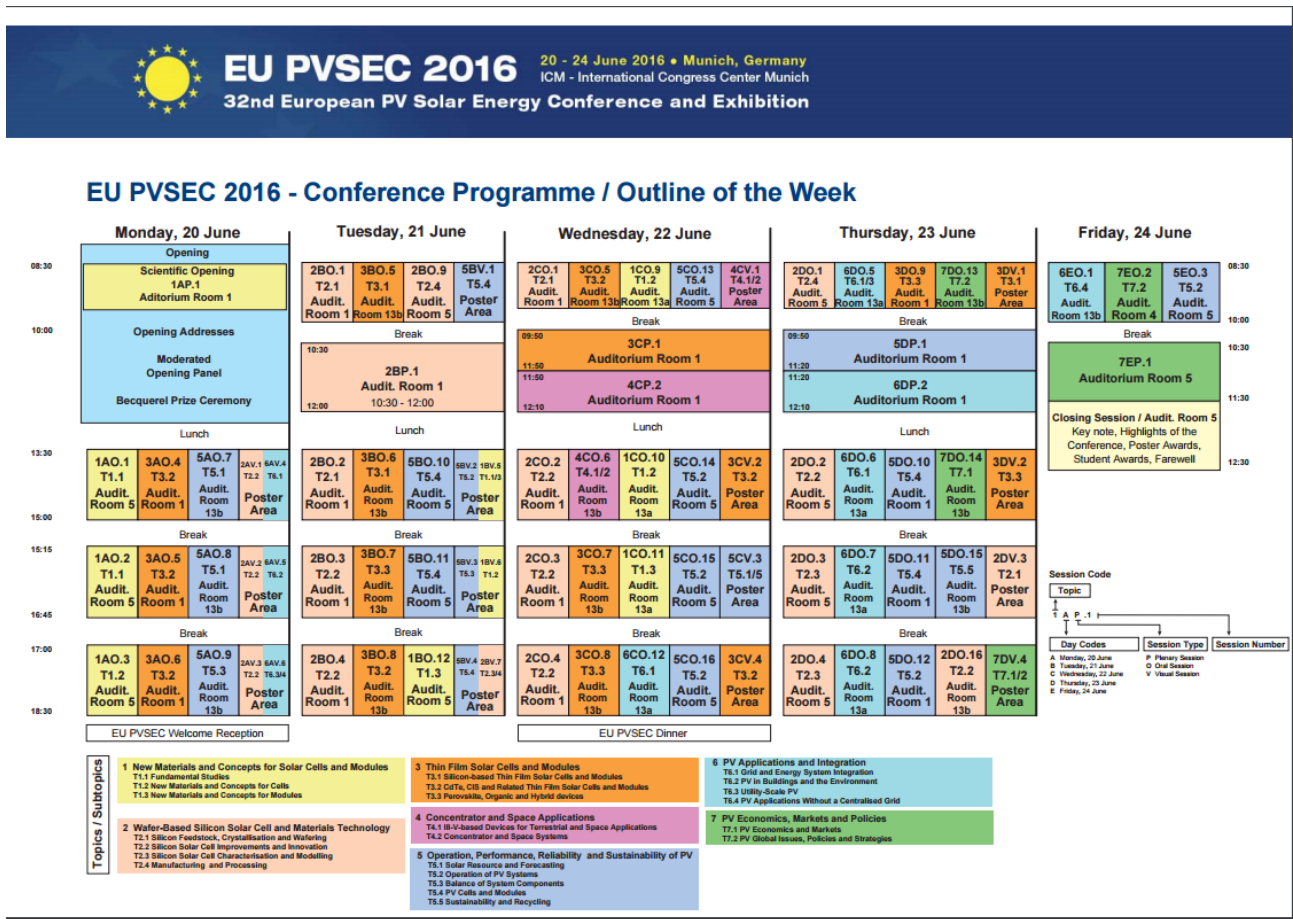 EU PVSEC 2016
20 - 24 June 2016 • Munich, Germany
ICM - International Congress Center Munich
32nd European PV Solar Energy Conference and Exhibition
EU PVSEC 2016 - Conference Programme / Outline of the Week
Monday, 20 June
Tuesday, 21 June
Wednesday, 22 June
Thursday, 23 June
Friday, 24 June
08:30
10:00
13:30
15:00
15:15
16:45
17:00
18:30
Opening
Scientific Opening
1AP.1
Aditorium Room 1
Opening Addresses
Moderated
Opening Panel
Becquerel Prize Ceremony
Lunch
1AO.1 T1.1 Audit. Room 5
3AO.4 T3.2 Audit. Room 1
5AO.7 T5.1 Audit. Room 13b
2AV.1 T2.2 6AV.4 T6.1 Poster Area
Break
1AO.2 T1.1 Audit. Room 5
3AO.5 T3.2 Audit. Room 1
5AO.8 T5.1 Audit. Room 13b
2AV.2 T2.2 6AV.5 T6.2 Poster Area
Break
1AO.3 T1.2 Audit. Room 5
3AO.6 T3.2 Audit. Room 1
5AO.9 T5.3 Audit. Room 13b
2AV.3 T2.2 6AV.6 T6.3/4 Poster Area
EU PVSEC Welcome Reception
2BO.1 T2.1 Audit. Room 1
3BO.5 T3.1 Audit. Room 13b
2BO.9 T2.4 Audit. Room 5
5BV.1 T5.4 Poster Area
Break
10:30
2BP.1
Audit. Room 1
10:30 - 12:00
12:00
Lunch
2BO.2 T2.1 Audit. Room 1
3BO.6 T3.1 Audit. Room 13b
5BO.10 T5.4 Audit. Room 5
5BV.2 T5.2 1BV.5 T1.1/3 Poster Area
Break
2BO.3 T2.2 Audit. Room 1
3BO.7 T3.3 Audit. Room 13b
5BO.11 T5.4 Audit. Room 5
5BV.3 T5.3 1BV.6 T1.2 Poster Area
Break
2BO.4 T2.2 Audit. Room 1
3BO.8 T3.2 Audit. Room 13b
1BO.12 T1.3 Audit. Room 5
5BV.4 T5.4 2BV.7 T2.3/4 Poster Area
2CO.1 T2.1 Audit. Room 1
3CO.5 T3.2 Audit. Room 13b
1CO.9 T1.2 Audit. Room 13a
5CO.13 T5.4 Audit. Room 5
4CV.1 T4.1/2 Poster Area
Break
09:50
3CP.1
Auditorium Room 1
11:50
11:50
4CP.2
Auditorium Room 1
12:10
Lunch
2CO.2 T2.2 Audit. Room 1
4CO.6 T4.1/2 Audit. Room 13b
1CO.10 T1.2 Audit. Room 13a
5CO.14 T5.2 Audit. Room 5
3CV.2 T3.2 Poster Area
Break
2CO.3 T2.2 Audit. Room 1
3CO.7 T3.3 Audit. Room 13b
1CO.11 T1.3 Audit. Room 13a
5CO.15 T5.2 Audit. Room 5
5CV.3 T5.1/5 Poster Area
Break
2CO.4 T2.2 Audit. Room 1
3CO.8 T3.3 Audit. Room 13b
6CO.12 T6.1 Audit. Room 13a
5CO.16 T5.2 Audit. Room 5
3CV.4 T3.2 Poster Area
EU PVSEC Dinner
2DO.1 T2.4 Audit. Room 5
6DO.5 T6.1/3 Audit. Room 13a
3DO.9 T3.3 Audit. Room 1
7DO.13 T7.2 Audit. Room 13b
3DV.1 T3.1 Poster Area
Break
09:50
5DP.1
Auditorium Room 1
11:20
11:20
6DP.2
Auditorium Room 1
12:10
Lunch
2DO.2 T2.2 Audit. Room 5
6DO.6 T6.1 Audit. Room 13a
5DO.10 T5.4 Audit. Room 1
7DO.14 T7.1 Audit. Room 13b
3DV.2 T3.3 Poster Area
Break
2DO.3 T2.3 Audit. Room 5
6DO.7 T6.2 Audit. Room 13a
5DO.11 T5.4 Audit. Room 1
5DO.15 T5.5 Audit. Room 13b
2DV.3 T2.1 Poster Area
Break
2DO.4 T2.3 Audit. Room 5
6DO.8 T6.2 Audit. Room 13a
5DO.12 T5.2 Audit. Room 1
2DO.16 T2.2 Audit. Room 13b
7DV.4 T7.1/2 Poster Area
6EO.1 T6.4 Audit. Room 13b
7EO.2 T7.2 Audit. Room 4
5EO.3 T5.2 Audit. Room 5
Break
7EP.1
Auditorium Room 5
Closing Session / Audit. Room 5
Key note, Highlights of the
Conference, Poster Awards,
Student Awards, Farewell
08:30
10:00
10:30
11:30
12:30
Session Code
Topic
1 A P .1
Day Codes
A Monday, 20 June
B Tuesday, 21 June
C Wednesday, 22 June
D Thursday, 23 June
E Friday, 24 June
Session Type
P Plenary Session
O Oral Session
V Visual Session
Session Number
Topics / Subtopics
1 New Materials and Concepts for Solar Cells and Modules
T1.1 Fundamental Studies
T1.2 New Materials and Concepts for Cells
T1.3 New Materials and Concepts for Modules
2 Wafer-Based Silicon Solar Cell and Materials Technology
T2.1 Silicon Feedstock, Crystallisation and Wafering
T2.2 Silicon Solar Cell Improvements and Innovation
T2.3 Silicon Solar Cell Characterisation and Modelling
T2.4 Manufacturing and Processing
3 Thin Film Solar Cells and Modules
T3.1 Silicon-based Thin Film Solar Cells and Modules
T3.2 CdTe, CIS and Related Thin Film Solar Cells and Modules
T3.3 Perovskite, Organic and Hybrid devices
4 Concentrator and Space Applications
T4.1 III-V-based Devices for Terrestrial and Space Applications
T4.2 Concentrator and Space Systems
5 Operation, Performance, Reliability and Sustainability of PV
T5.1 Solar Resource and Forecasting
T5.2 Operation of PV Systems
T5.3 Balance of System Components
T5.4 PV Cells and Modules
T5.5 Sustainability and Recycling
6 PV Applications and Integration
T6.1 Grid and Energy System Integration
T6.2 PV in Buildings and the Environment
T6.3 Utility-Scale PV
T6.4 PV Applications Without a Centralised Grid
7 PV Economics, Markets and Policies
T7.1 PV Economics and Markets
T7.2 PV Global Issues, Policies and Strategies